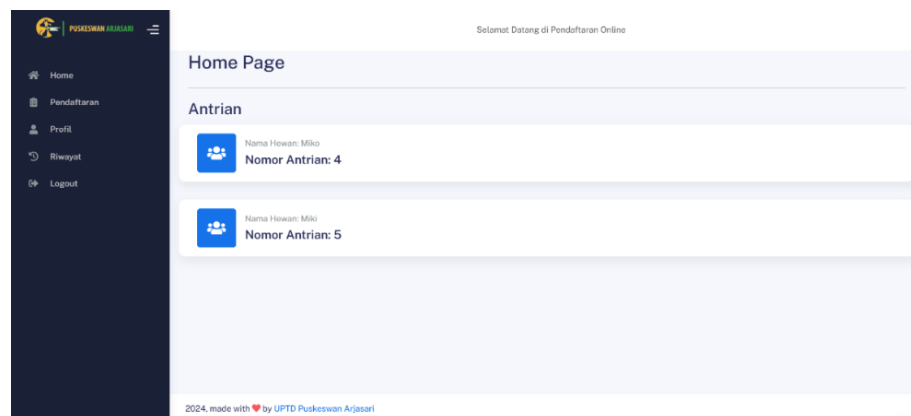 PUSKESWAN ARJASARI
Selamat Datang di Pendaftaran Online
Home
Pendaftaran
Profil
Riwayat
Logout
Home Page
Antrian
Nama Hewan: Miko
Nomor Antrian: 4
Nama Hewan: Miki
Nomor Antrian: 5
2024, made with ❤ by UPTD Puskeswan Arjasari